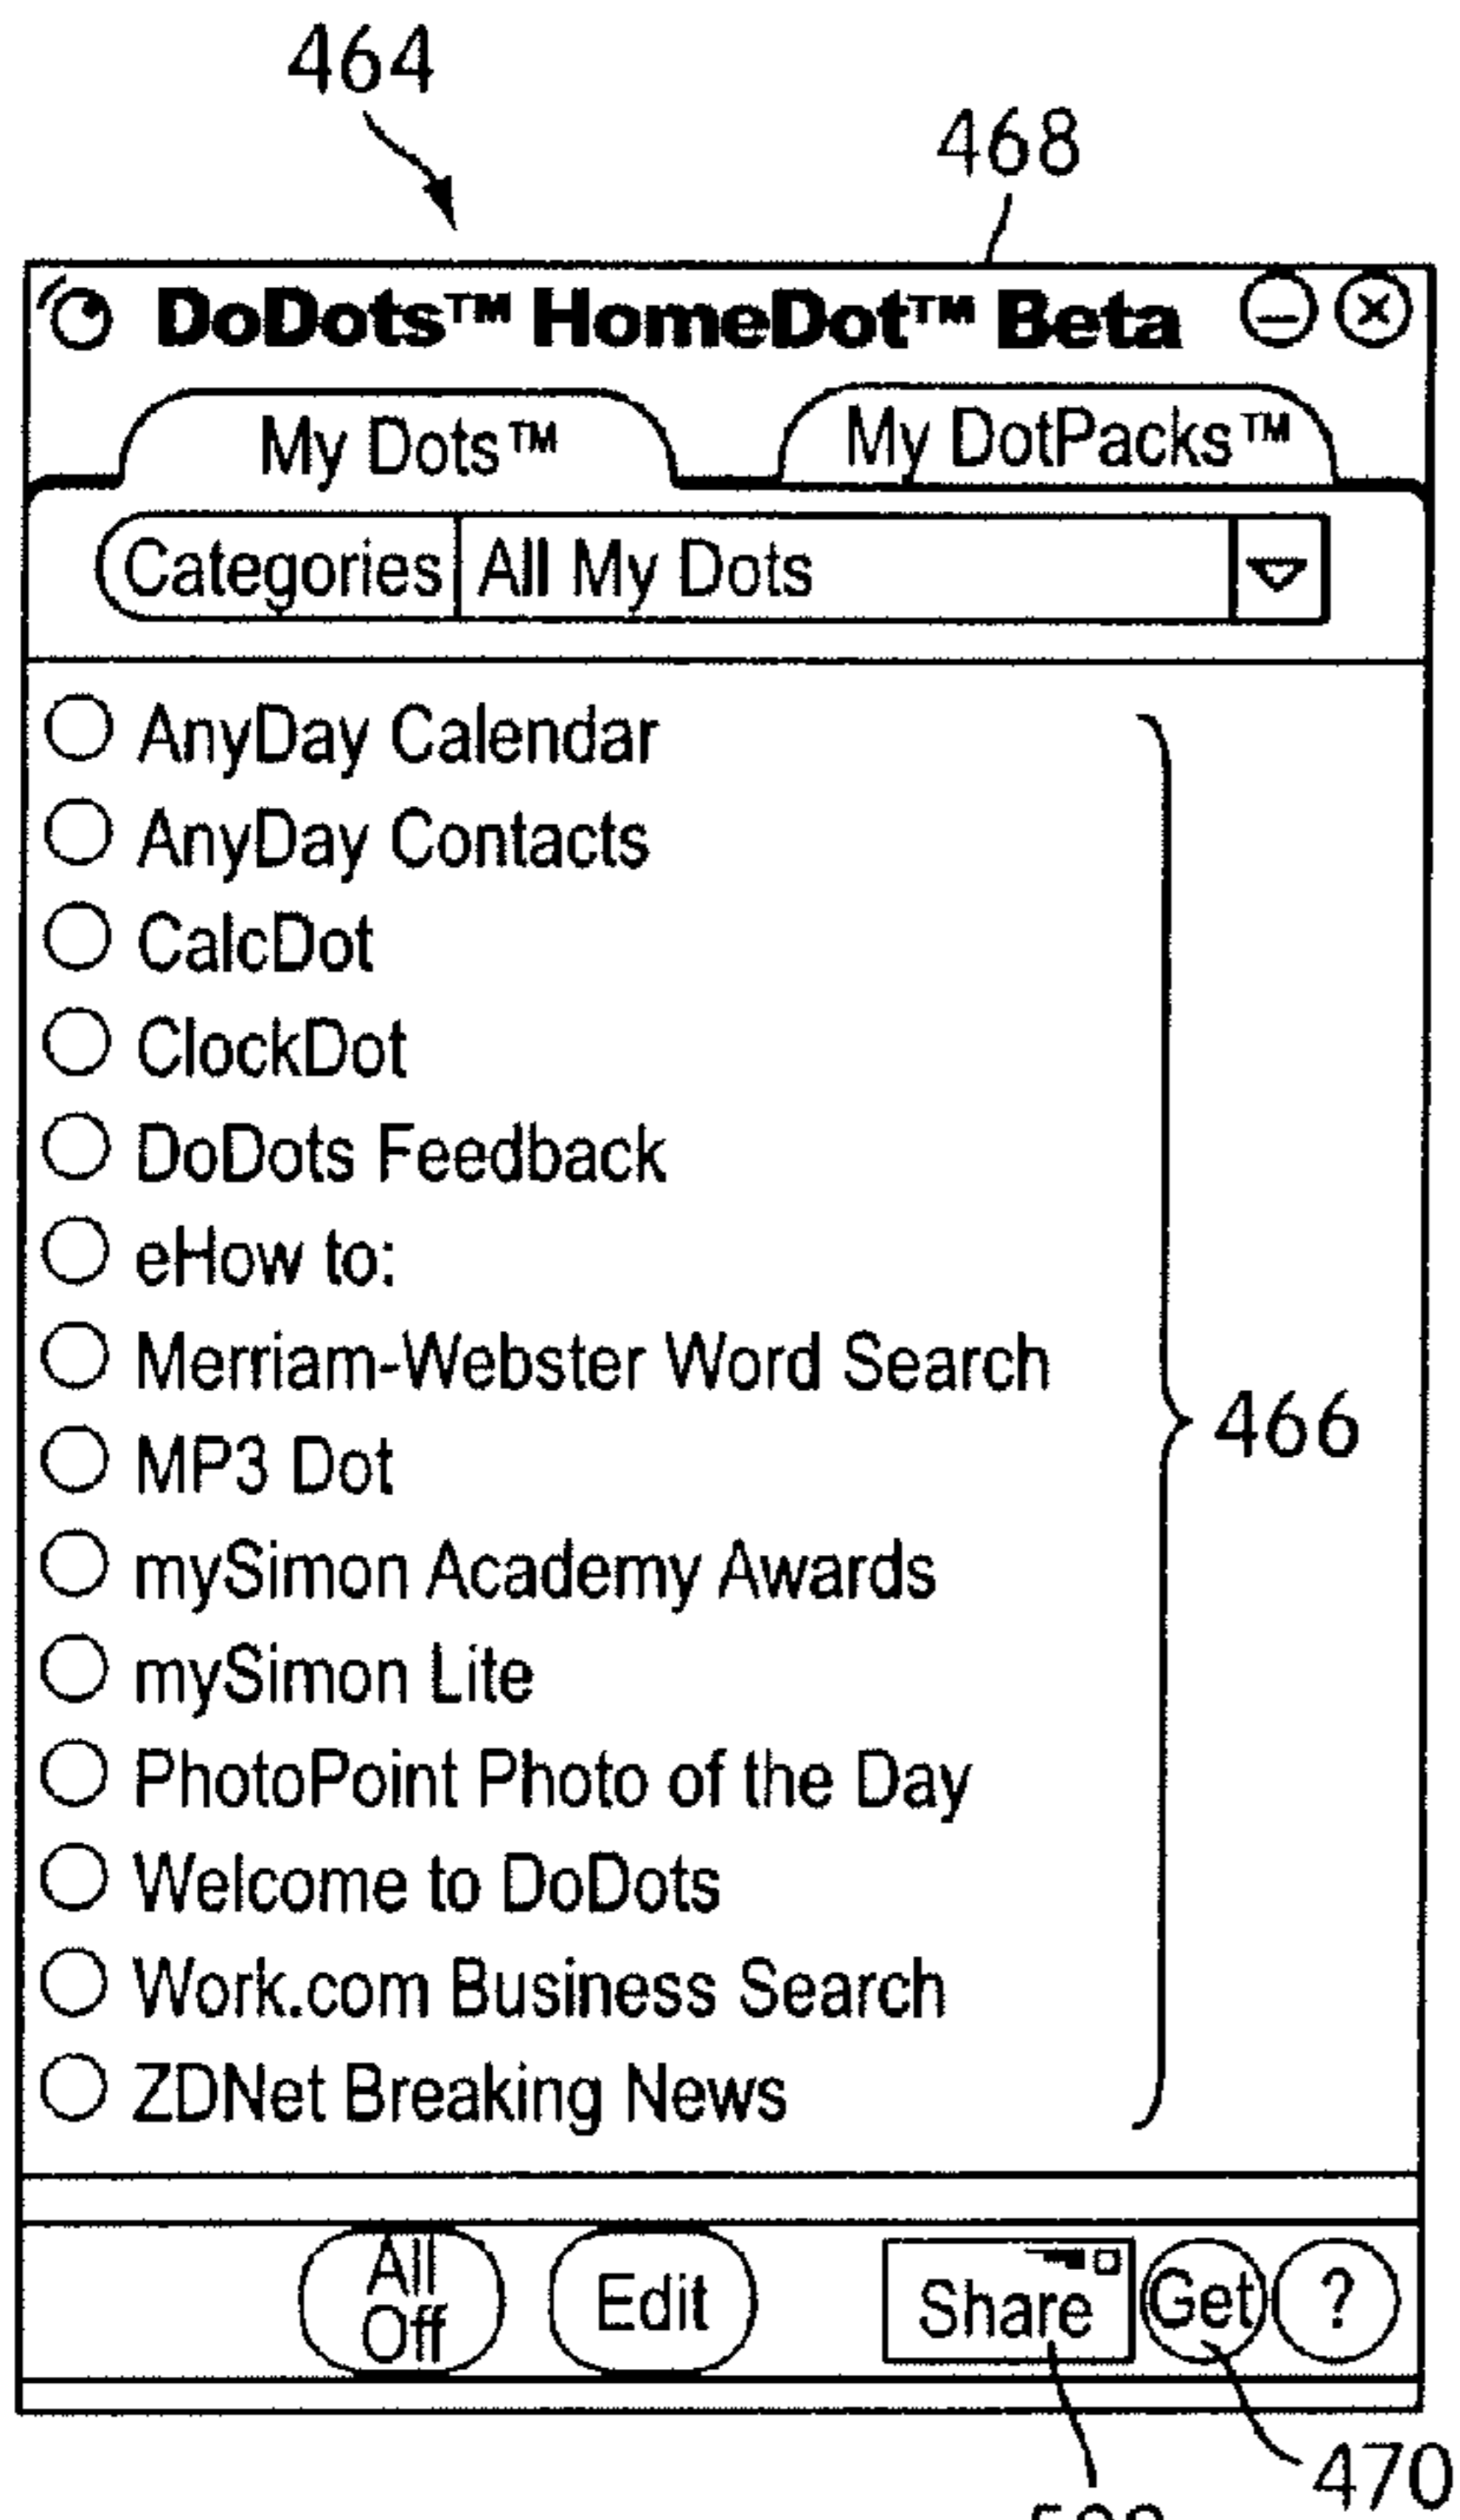 464
468
DoDots™ HomeDot™ Beta
My Dots™
My DotPacks™
Categories
All My Dots
AnyDay Calendar
AnyDay Contacts
CalcDot
ClockDot
DoDots Feedback
eHow to:
Merriam-Webster Word Search
MP3 Dot
mySimon Academy Awards
mySimon Lite
PhotoPoint Photo of the Day
Welcome to DoDots
Work.com Business Search
ZDNet Breaking News
466
All
Off
Edit
Share
Get
?
470